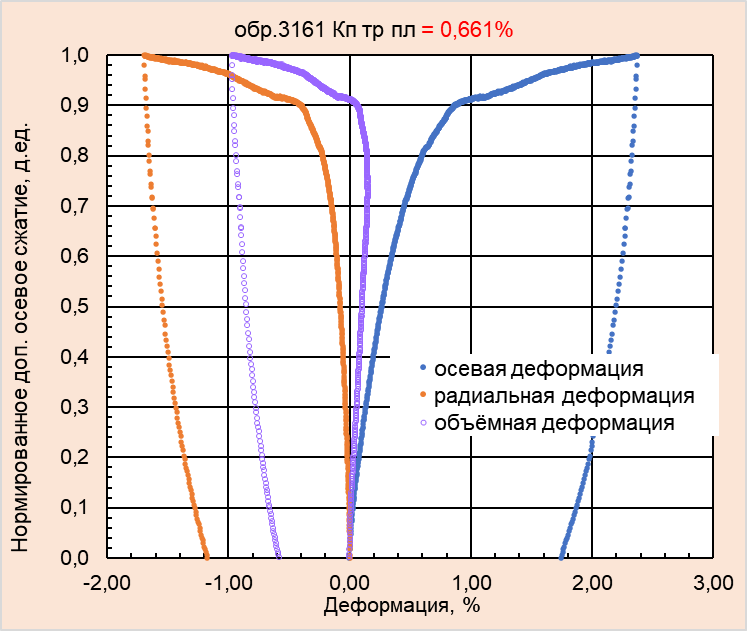 обр.3161 Кп тр пл = 0,661%
Нормированное доп. осевое сжатие, д.ед.
1,0
0,9
0,8
0,7
0,6
0,5
0,4
0,3
0,2
0,1
0,0
осевая деформация
радиальная деформация
объёмная деформация
-2,00 -1,00 0,00 1,00 2,00 3,00
Деформация, %